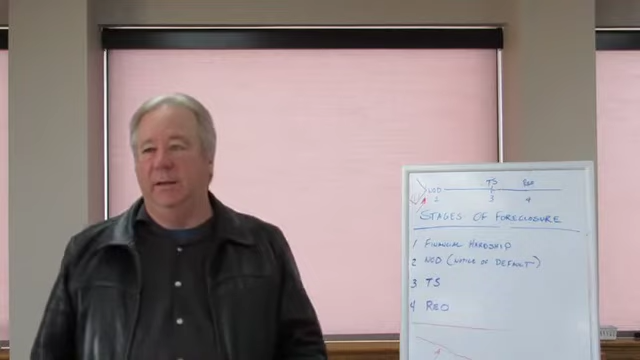 TS REO
NOD
2 3 4
STAGES OF FORECLOSURE
1 FINANCIAL HARDSHIP
2 NOD (NOTICE OF DEFAULT)
3 TS
4 REO